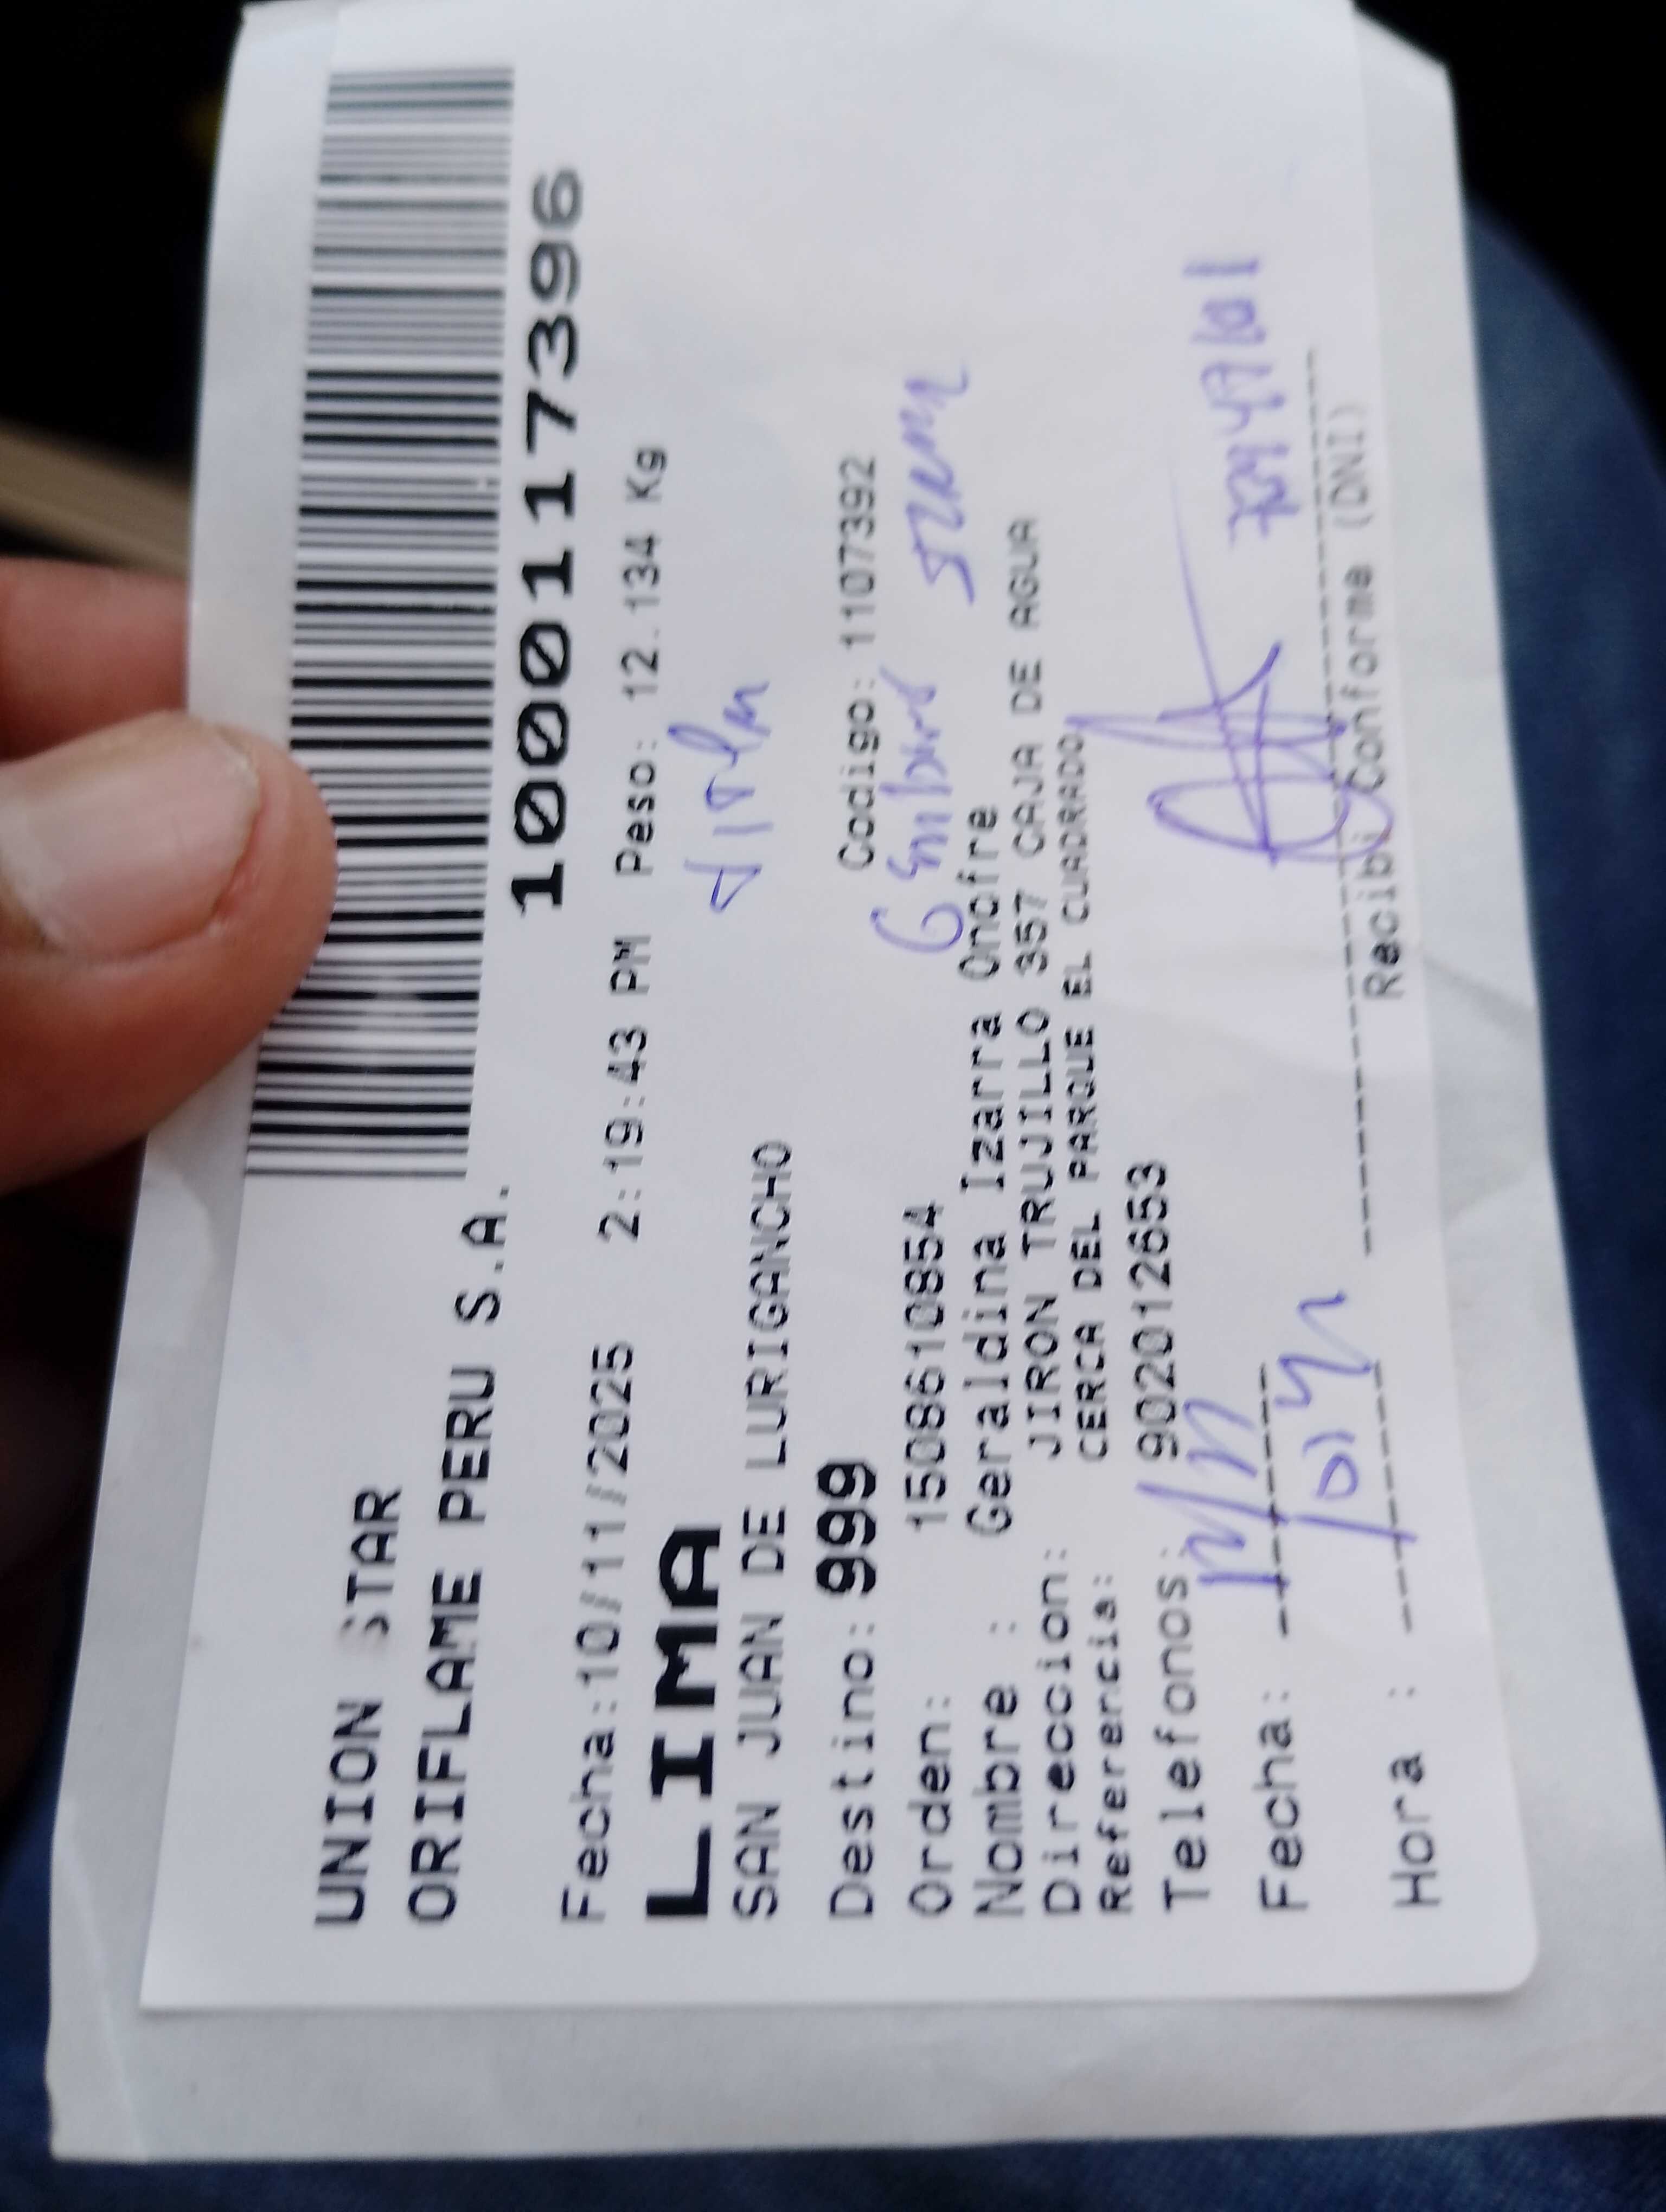 UNION STAR
ORIFLAME PERU S.A.
1000117396
Fecha:10/11/2025 2:19:43 PM Peso: 12.134 Kg
LIMA
SAN JUAN DE LURIGANCHO
Destino: 999 Codigo: 1107392
Orden: 1508610854
Nombre : Geraldina Izarra Onofre
Direccion: JIRON TRUJILLO 357 CAJA DE AGUA
Referencia: CERCA DEL PARQUE EL CUADRADO
Telefonos: 902012653
Fecha:
Hora :
Recibi Conforme (DNI)